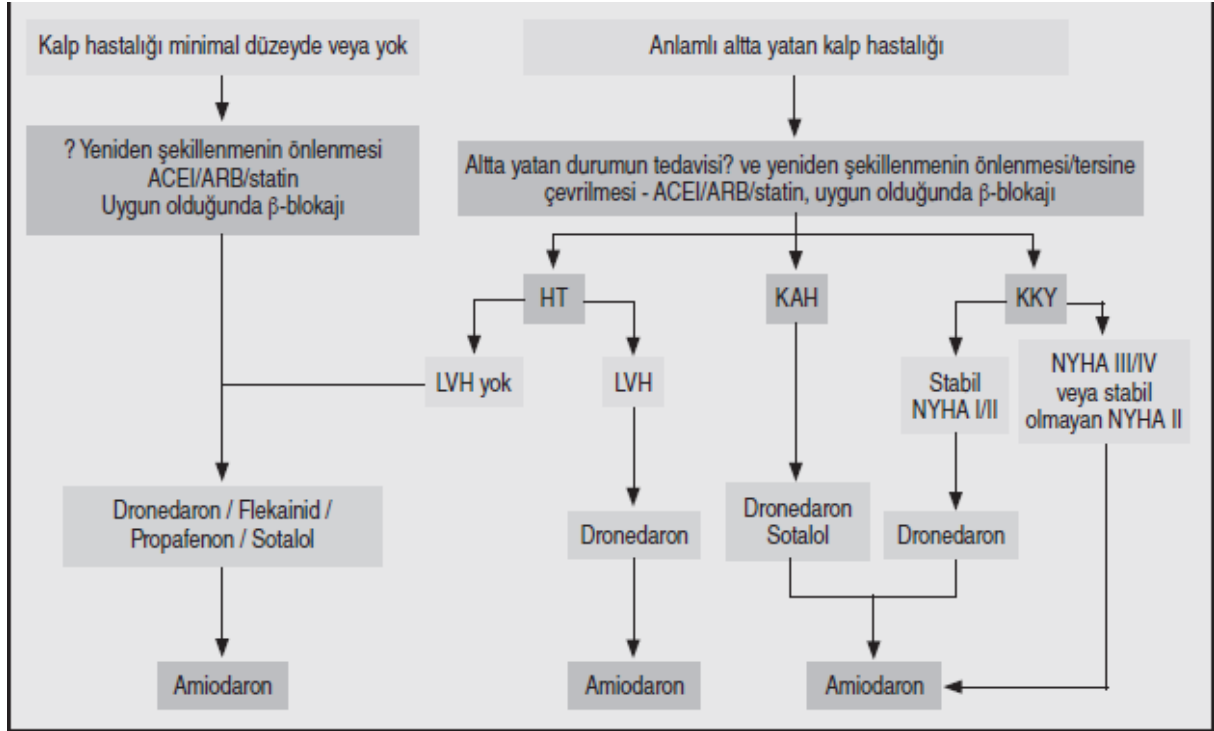 Kalp hastalığı minimal düzeyde veya yok
Anlamlı altta yatan kalp hastalığı
? Yeniden şekillenmenin önlenmesi
ACEI/ARB/statin
Uygun olduğunda β-blokajı
Altta yatan durumun tedavisi? ve yeniden şekillenmenin önlenmesi/tersine
çevrilmesi - ACEI/ARB/statin, uygun olduğunda β-blokajı
HT
KAH
KKY
LVH yok
LVH
Stabil
NYHA I/II
NYHA III/IV
veya stabil
olmayan NYHA II
Dronedaron / Flekainid /
Propafenon / Sotalol
Dronedaron
Dronedaron
Sotalol
Dronedaron
Amiodaron
Amiodaron
Amiodaron